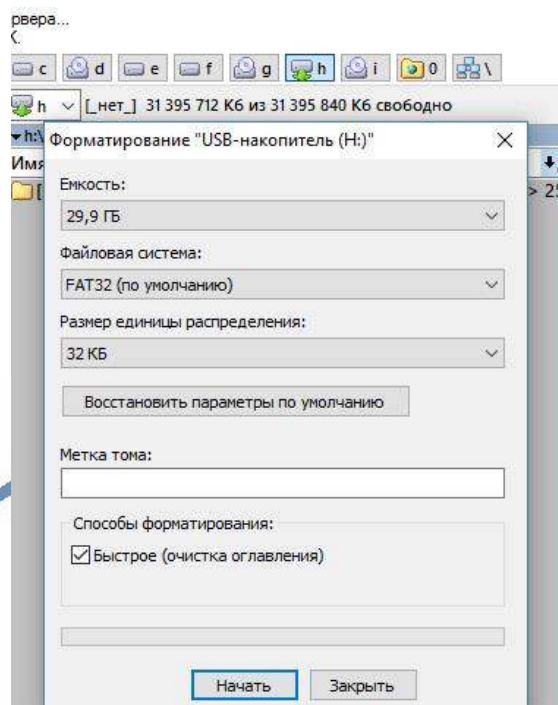 рвера...
c d e f g h i 0 \
h [_нет_] 31 395 712 Кб из 31 395 840 Кб свободно
h:\
Форматирование "USB-накопитель (H:)"
Имя
> 25
Емкость:
29,9 ГБ
Файловая система:
FAT32 (по умолчанию)
Размер единицы распределения:
32 КБ
Восстановить параметры по умолчанию
Метка тома:
Способы форматирования:
Быстрое (очистка оглавления)
Начать Закрыть